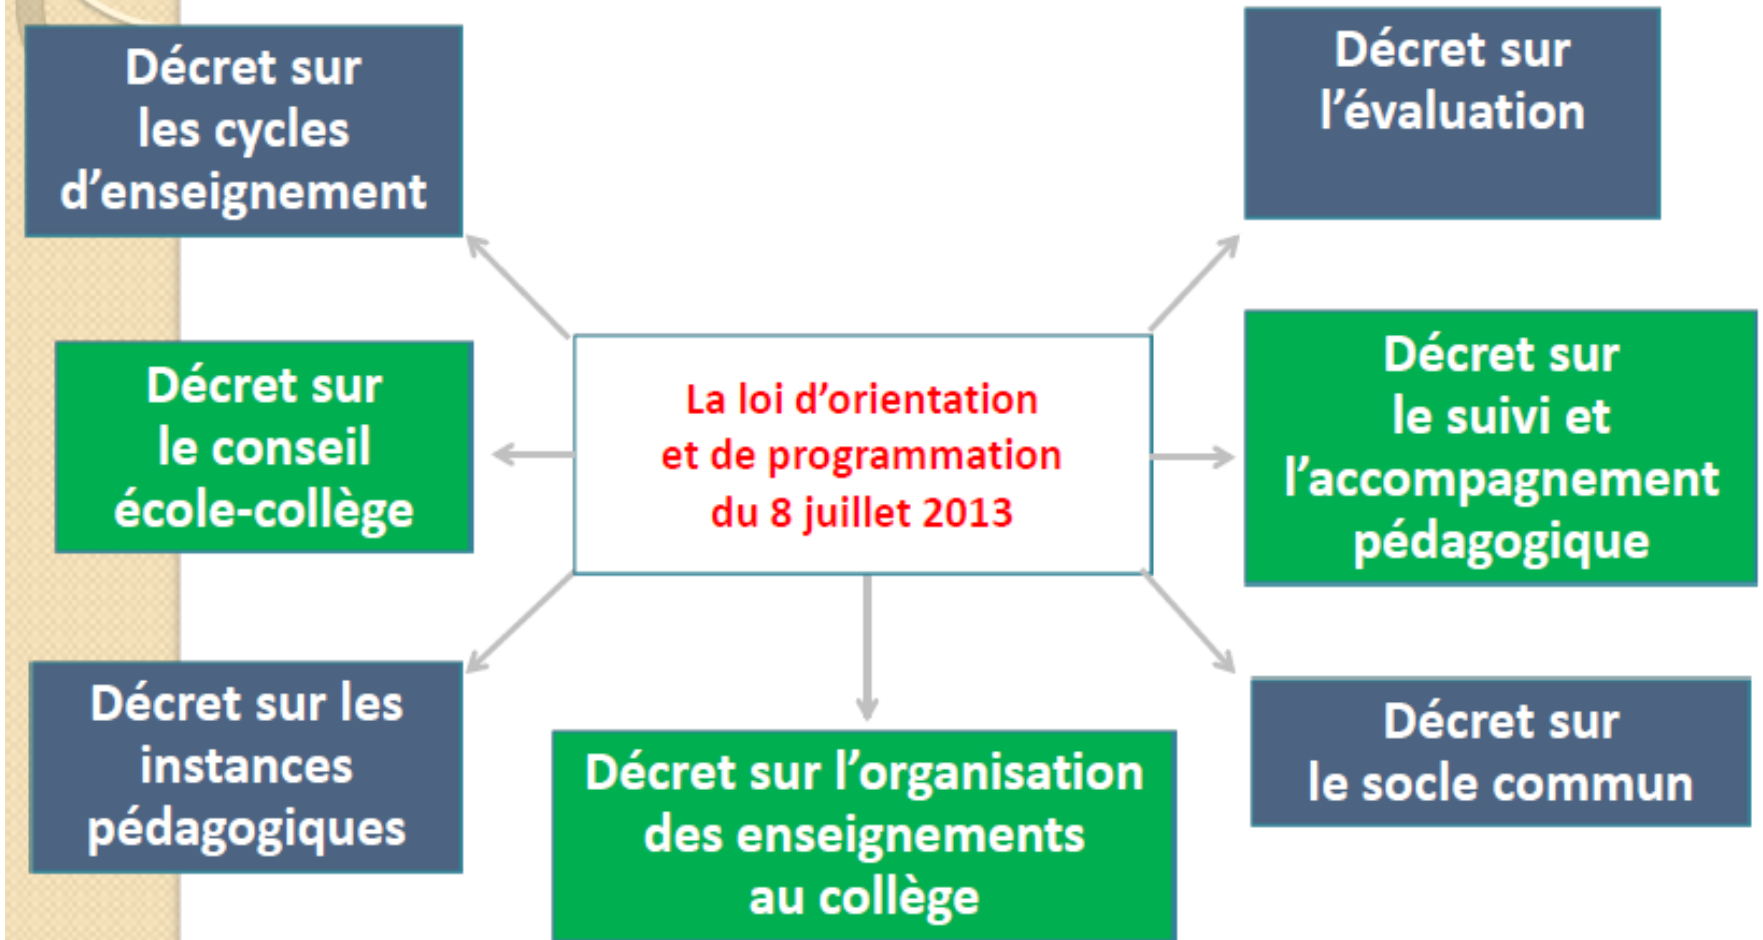 Décret sur
les cycles
d’enseignement
Décret sur
l’évaluation
Décret sur
le conseil
école-collège
La loi d’orientation
et de programmation
du 8 juillet 2013
Décret sur
le suivi et
l’accompagnement
pédagogique
Décret sur les
instances
pédagogiques
Décret sur l’organisation
des enseignements
au collège
Décret sur
le socle commun